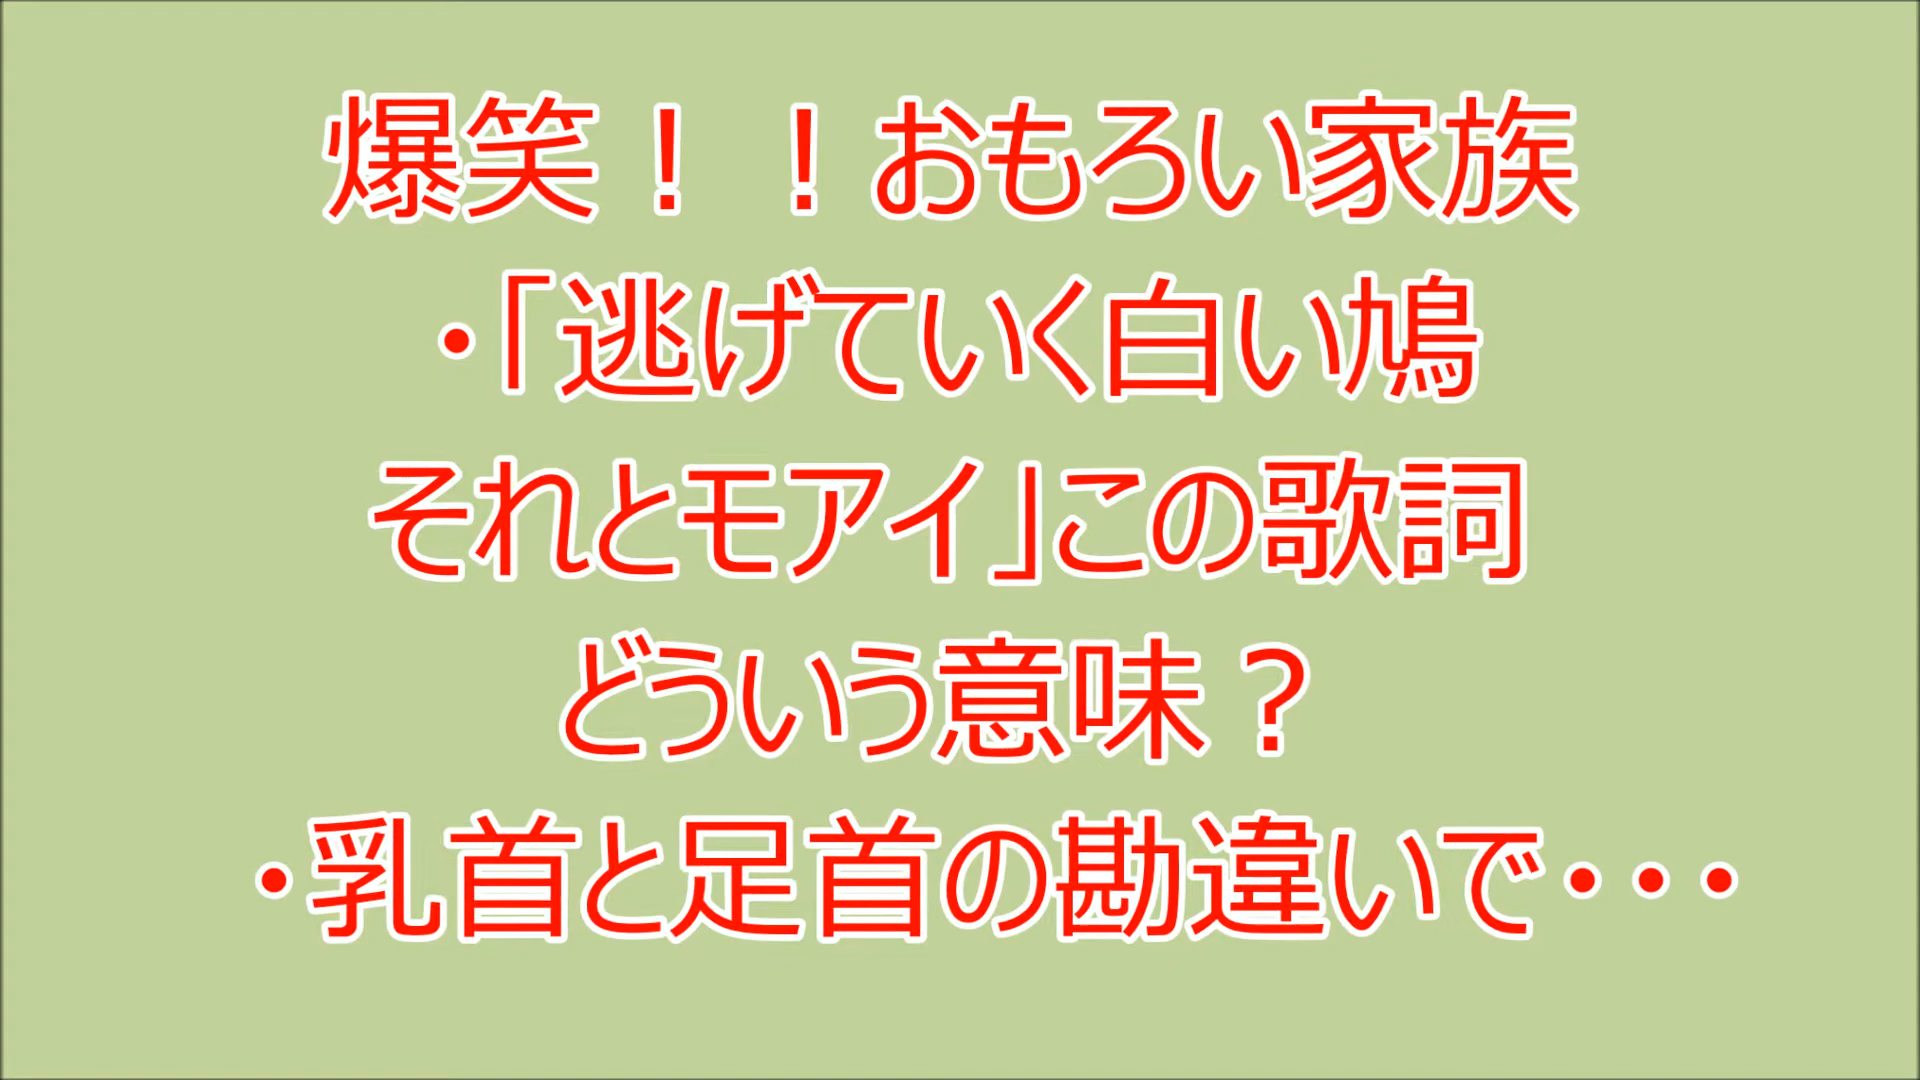 爆笑！！おもろい家族
・「逃げていく白い鳩
それとモアイ」この歌詞
どういう意味？
・乳首と足首の勘違いで・・・